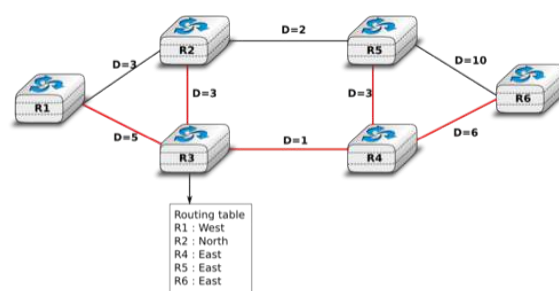 R2
D=2
R5
D=3
D=10
R1
D=3
D=3
R6
D=5
D=1
D=6
R3
R4
Routing table
R1 : West
R2 : North
R4 : East
R5 : East
R6 : East